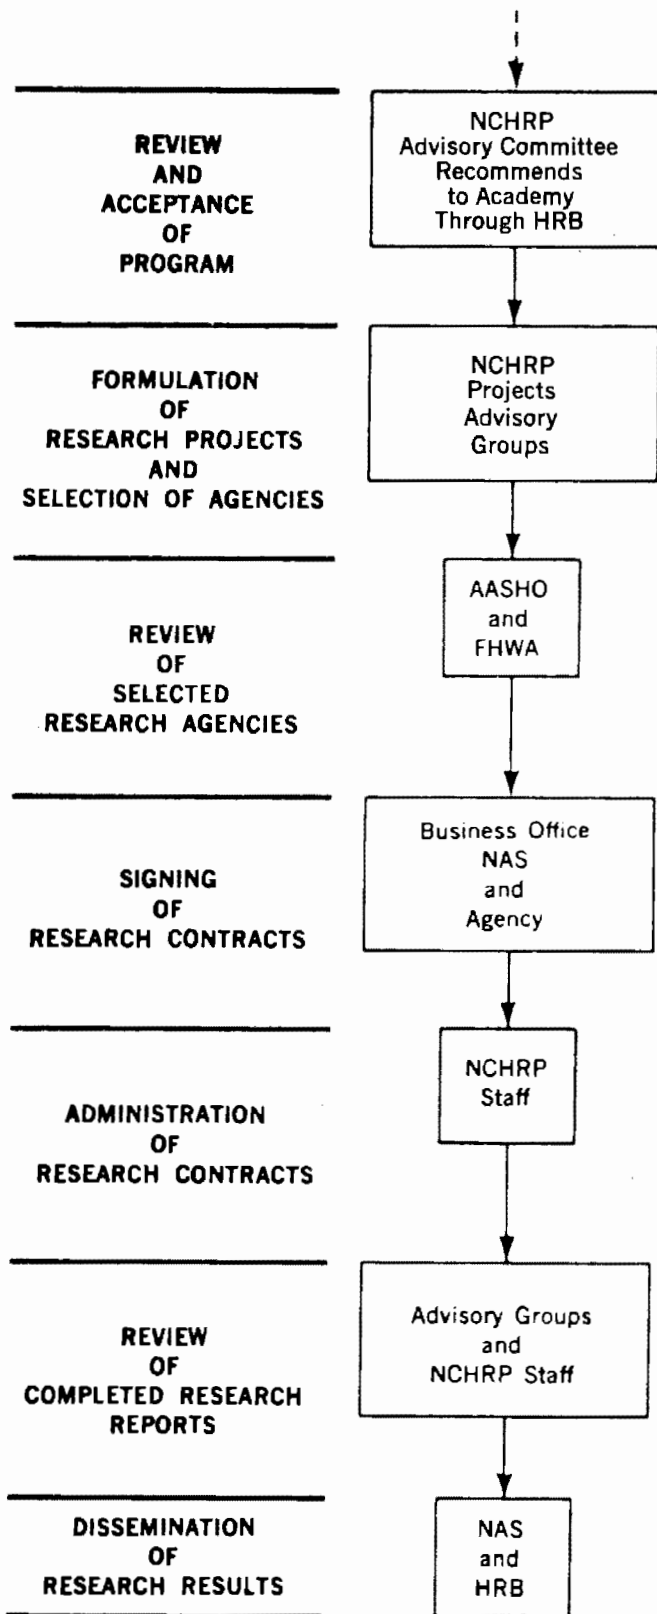 REVIEW
AND
ACCEPTANCE
OF
PROGRAM
NCHRP
Advisory Committee
Recommends
to Academy
Through HRB
FORMULATION
OF
RESEARCH PROJECTS
AND
SELECTION OF AGENCIES
NCHRP
Projects
Advisory
Groups
REVIEW
OF
SELECTED
RESEARCH AGENCIES
AASHO
and
FHWA
SIGNING
OF
RESEARCH CONTRACTS
Business Office
NAS
and
Agency
ADMINISTRATION
OF
RESEARCH CONTRACTS
NCHRP
Staff
REVIEW
OF
COMPLETED RESEARCH
REPORTS
Advisory Groups
and
NCHRP Staff
DISSEMINATION
OF
RESEARCH RESULTS
NAS
and
HRB